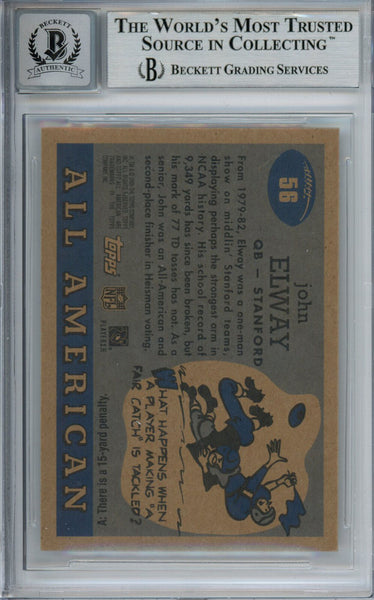 BECKETT
AUTHENTIC
THE WORLD'S MOST TRUSTED
SOURCE IN COLLECTING™
B BECKETT GRADING SERVICES
56
john
ELWAY
QB – STANFORD
From 1979-82, Elway was a one-man
show on middlin' Stanford teams,
displaying perhaps the strongest arm in
NCAA history. His school record of
9,349 yards has since been broken, but
his mark of 77 TD tosses has not. As a
senior, John was an All-American and
second-place finisher in Heisman voting.
WHAT HAPPENS WHEN
A PLAYER MAKING "A
FAIR CATCH" IS TACKLED?
A: There is a 15-yard penalty.
topps
NFL
PLAYERS
ALL AMERICAN